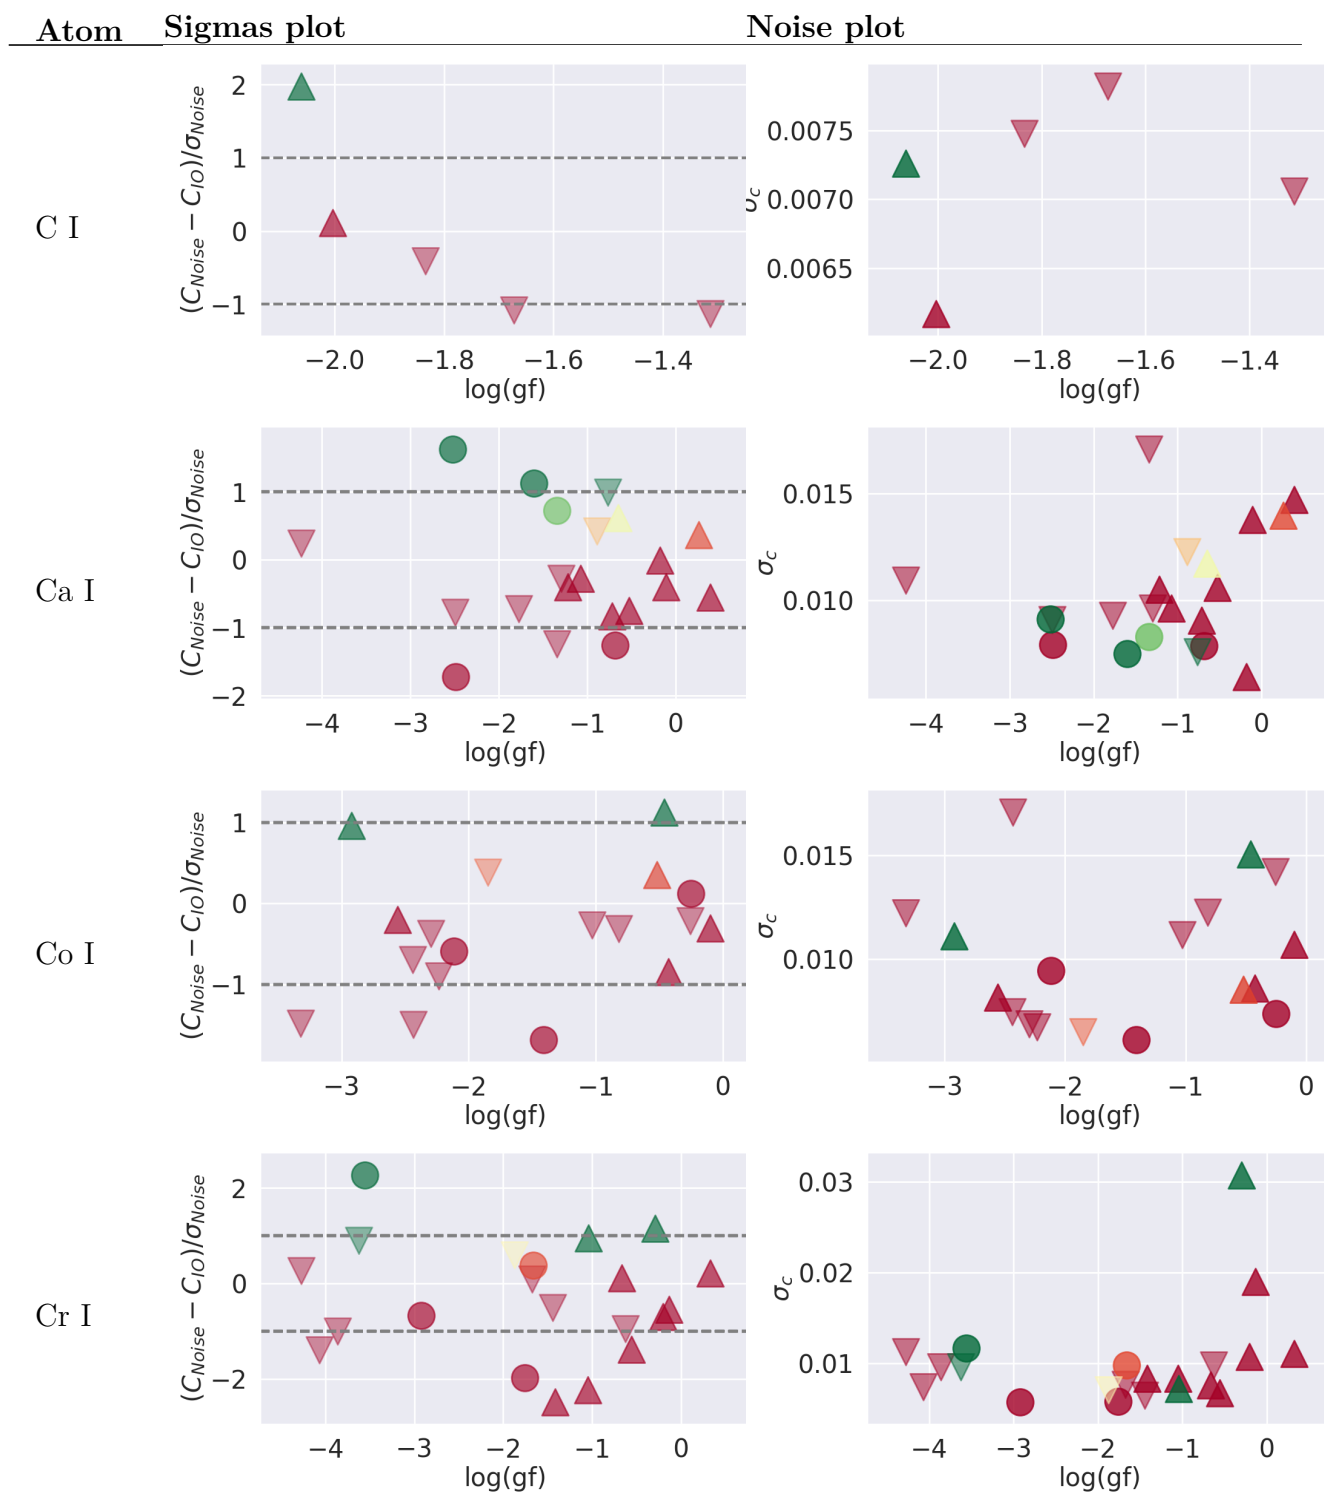 Atom Sigmas plot Noise plot
C I
(C_Noise − C_IO)/σ_Noise
2
1
0
−1
−2.0 −1.8 −1.6 −1.4
log(gf)
σ_c
0.0075
0.0070
0.0065
−2.0 −1.8 −1.6 −1.4
log(gf)
Ca I
(C_Noise − C_IO)/σ_Noise
1
0
−1
−2
−4 −3 −2 −1 0
log(gf)
σ_c
0.015
0.010
−4 −3 −2 −1 0
log(gf)
Co I
(C_Noise − C_IO)/σ_Noise
1
0
−1
−3 −2 −1 0
log(gf)
σ_c
0.015
0.010
−3 −2 −1 0
log(gf)
Cr I
(C_Noise − C_IO)/σ_Noise
2
0
−2
−4 −3 −2 −1 0
log(gf)
σ_c
0.03
0.02
0.01
−4 −3 −2 −1 0
log(gf)